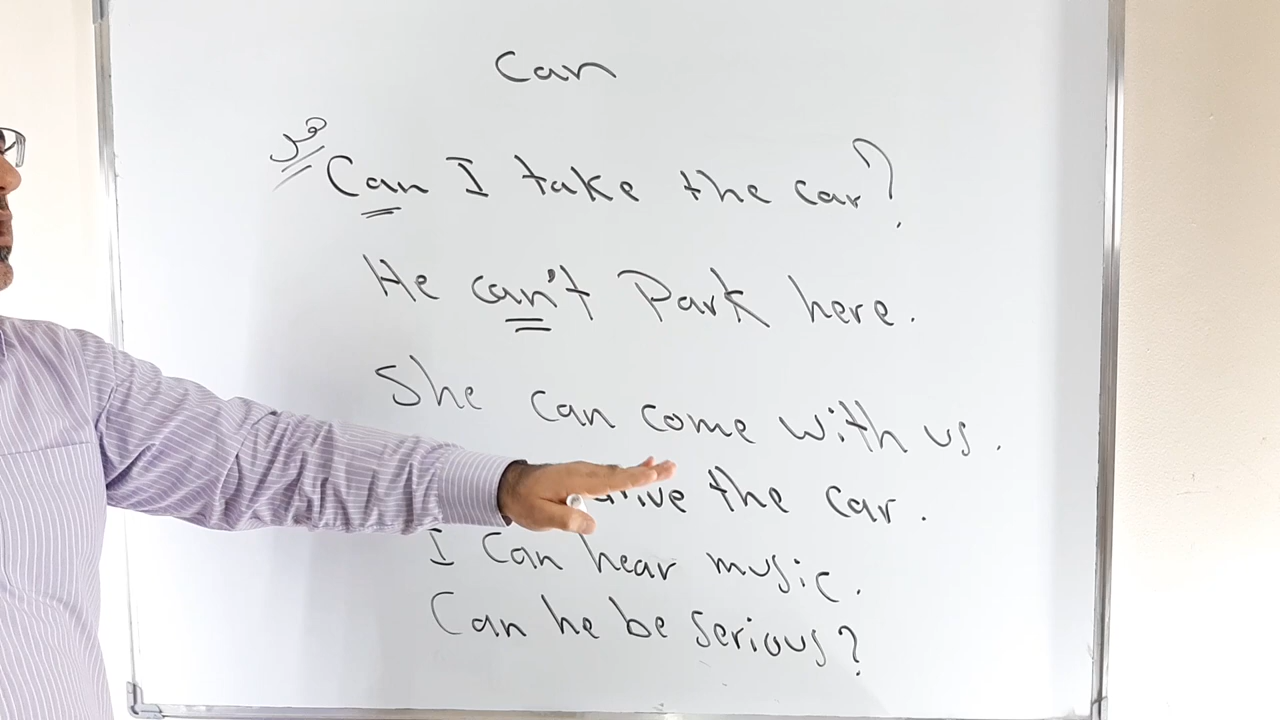 Can
هل
Can I take the car?
He can't Park here.
She can come with us.
the car.
I Can hear music.
Can he be serious?